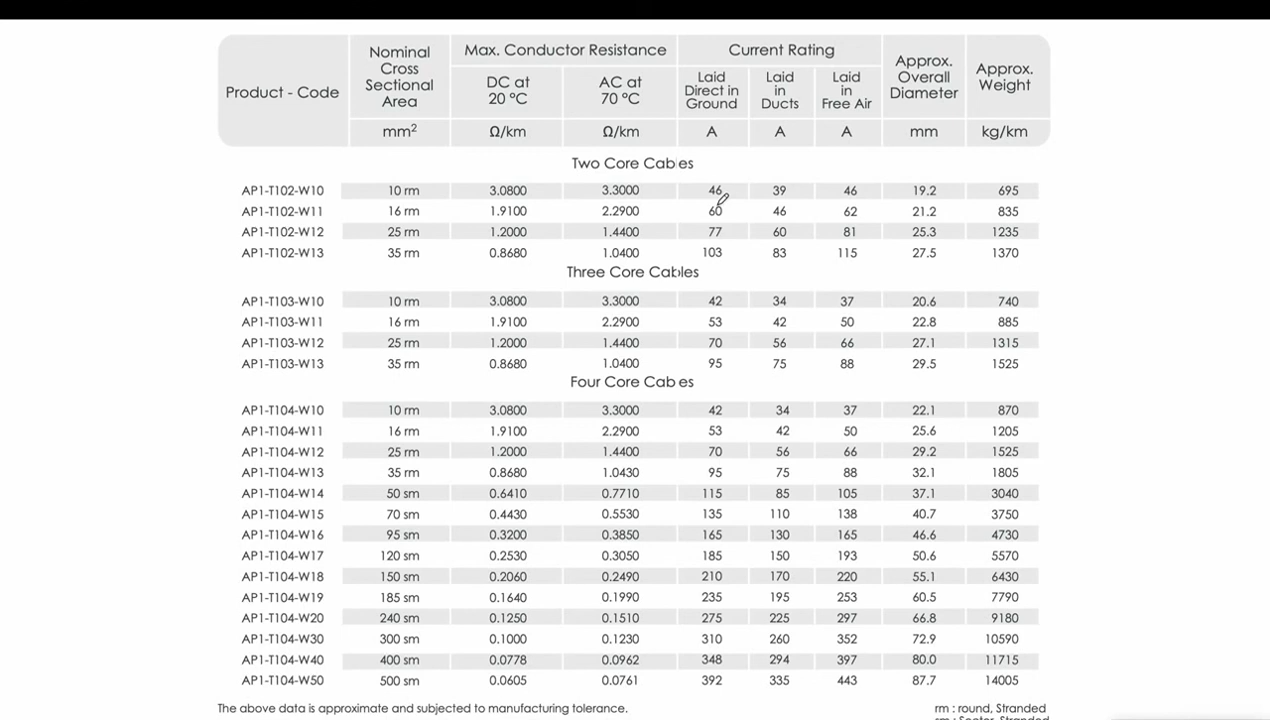 Product - Code Nominal Cross Sectional Area Max. Conductor Resistance Current Rating Approx. Overall Diameter Approx. Weight
DC at 20 °C AC at 70 °C Laid Direct in Ground Laid in Ducts Laid in Free Air
mm² Ω/km Ω/km A A A mm kg/km
Two Core Cables
AP1-T102-W10 10 rm 3.0800 3.3000 46 39 46 19.2 695
AP1-T102-W11 16 rm 1.9100 2.2900 60 46 62 21.2 835
AP1-T102-W12 25 rm 1.2000 1.4400 77 60 81 25.3 1235
AP1-T102-W13 35 rm 0.8680 1.0400 103 83 115 27.5 1370
Three Core Cables
AP1-T103-W10 10 rm 3.0800 3.3000 42 34 37 20.6 740
AP1-T103-W11 16 rm 1.9100 2.2900 53 42 50 22.8 885
AP1-T103-W12 25 rm 1.2000 1.4400 70 56 66 27.1 1315
AP1-T103-W13 35 rm 0.8680 1.0400 95 75 88 29.5 1525
Four Core Cables
AP1-T104-W10 10 rm 3.0800 3.3000 42 34 37 22.1 870
AP1-T104-W11 16 rm 1.9100 2.2900 53 42 50 25.6 1205
AP1-T104-W12 25 rm 1.2000 1.4400 70 56 66 29.2 1525
AP1-T104-W13 35 rm 0.8680 1.0430 95 75 88 32.1 1805
AP1-T104-W14 50 sm 0.6410 0.7710 115 85 105 37.1 3040
AP1-T104-W15 70 sm 0.4430 0.5530 135 110 138 40.7 3750
AP1-T104-W16 95 sm 0.3200 0.3850 165 130 165 46.6 4730
AP1-T104-W17 120 sm 0.2530 0.3050 185 150 193 50.6 5570
AP1-T104-W18 150 sm 0.2060 0.2490 210 170 220 55.1 6430
AP1-T104-W19 185 sm 0.1640 0.1990 235 195 253 60.5 7790
AP1-T104-W20 240 sm 0.1250 0.1510 275 225 297 66.8 9180
AP1-T104-W30 300 sm 0.1000 0.1230 310 260 352 72.9 10590
AP1-T104-W40 400 sm 0.0778 0.0962 348 294 397 80.0 11715
AP1-T104-W50 500 sm 0.0605 0.0761 392 335 443 87.7 14005
The above data is approximate and subjected to manufacturing tolerance. rm : round, Stranded